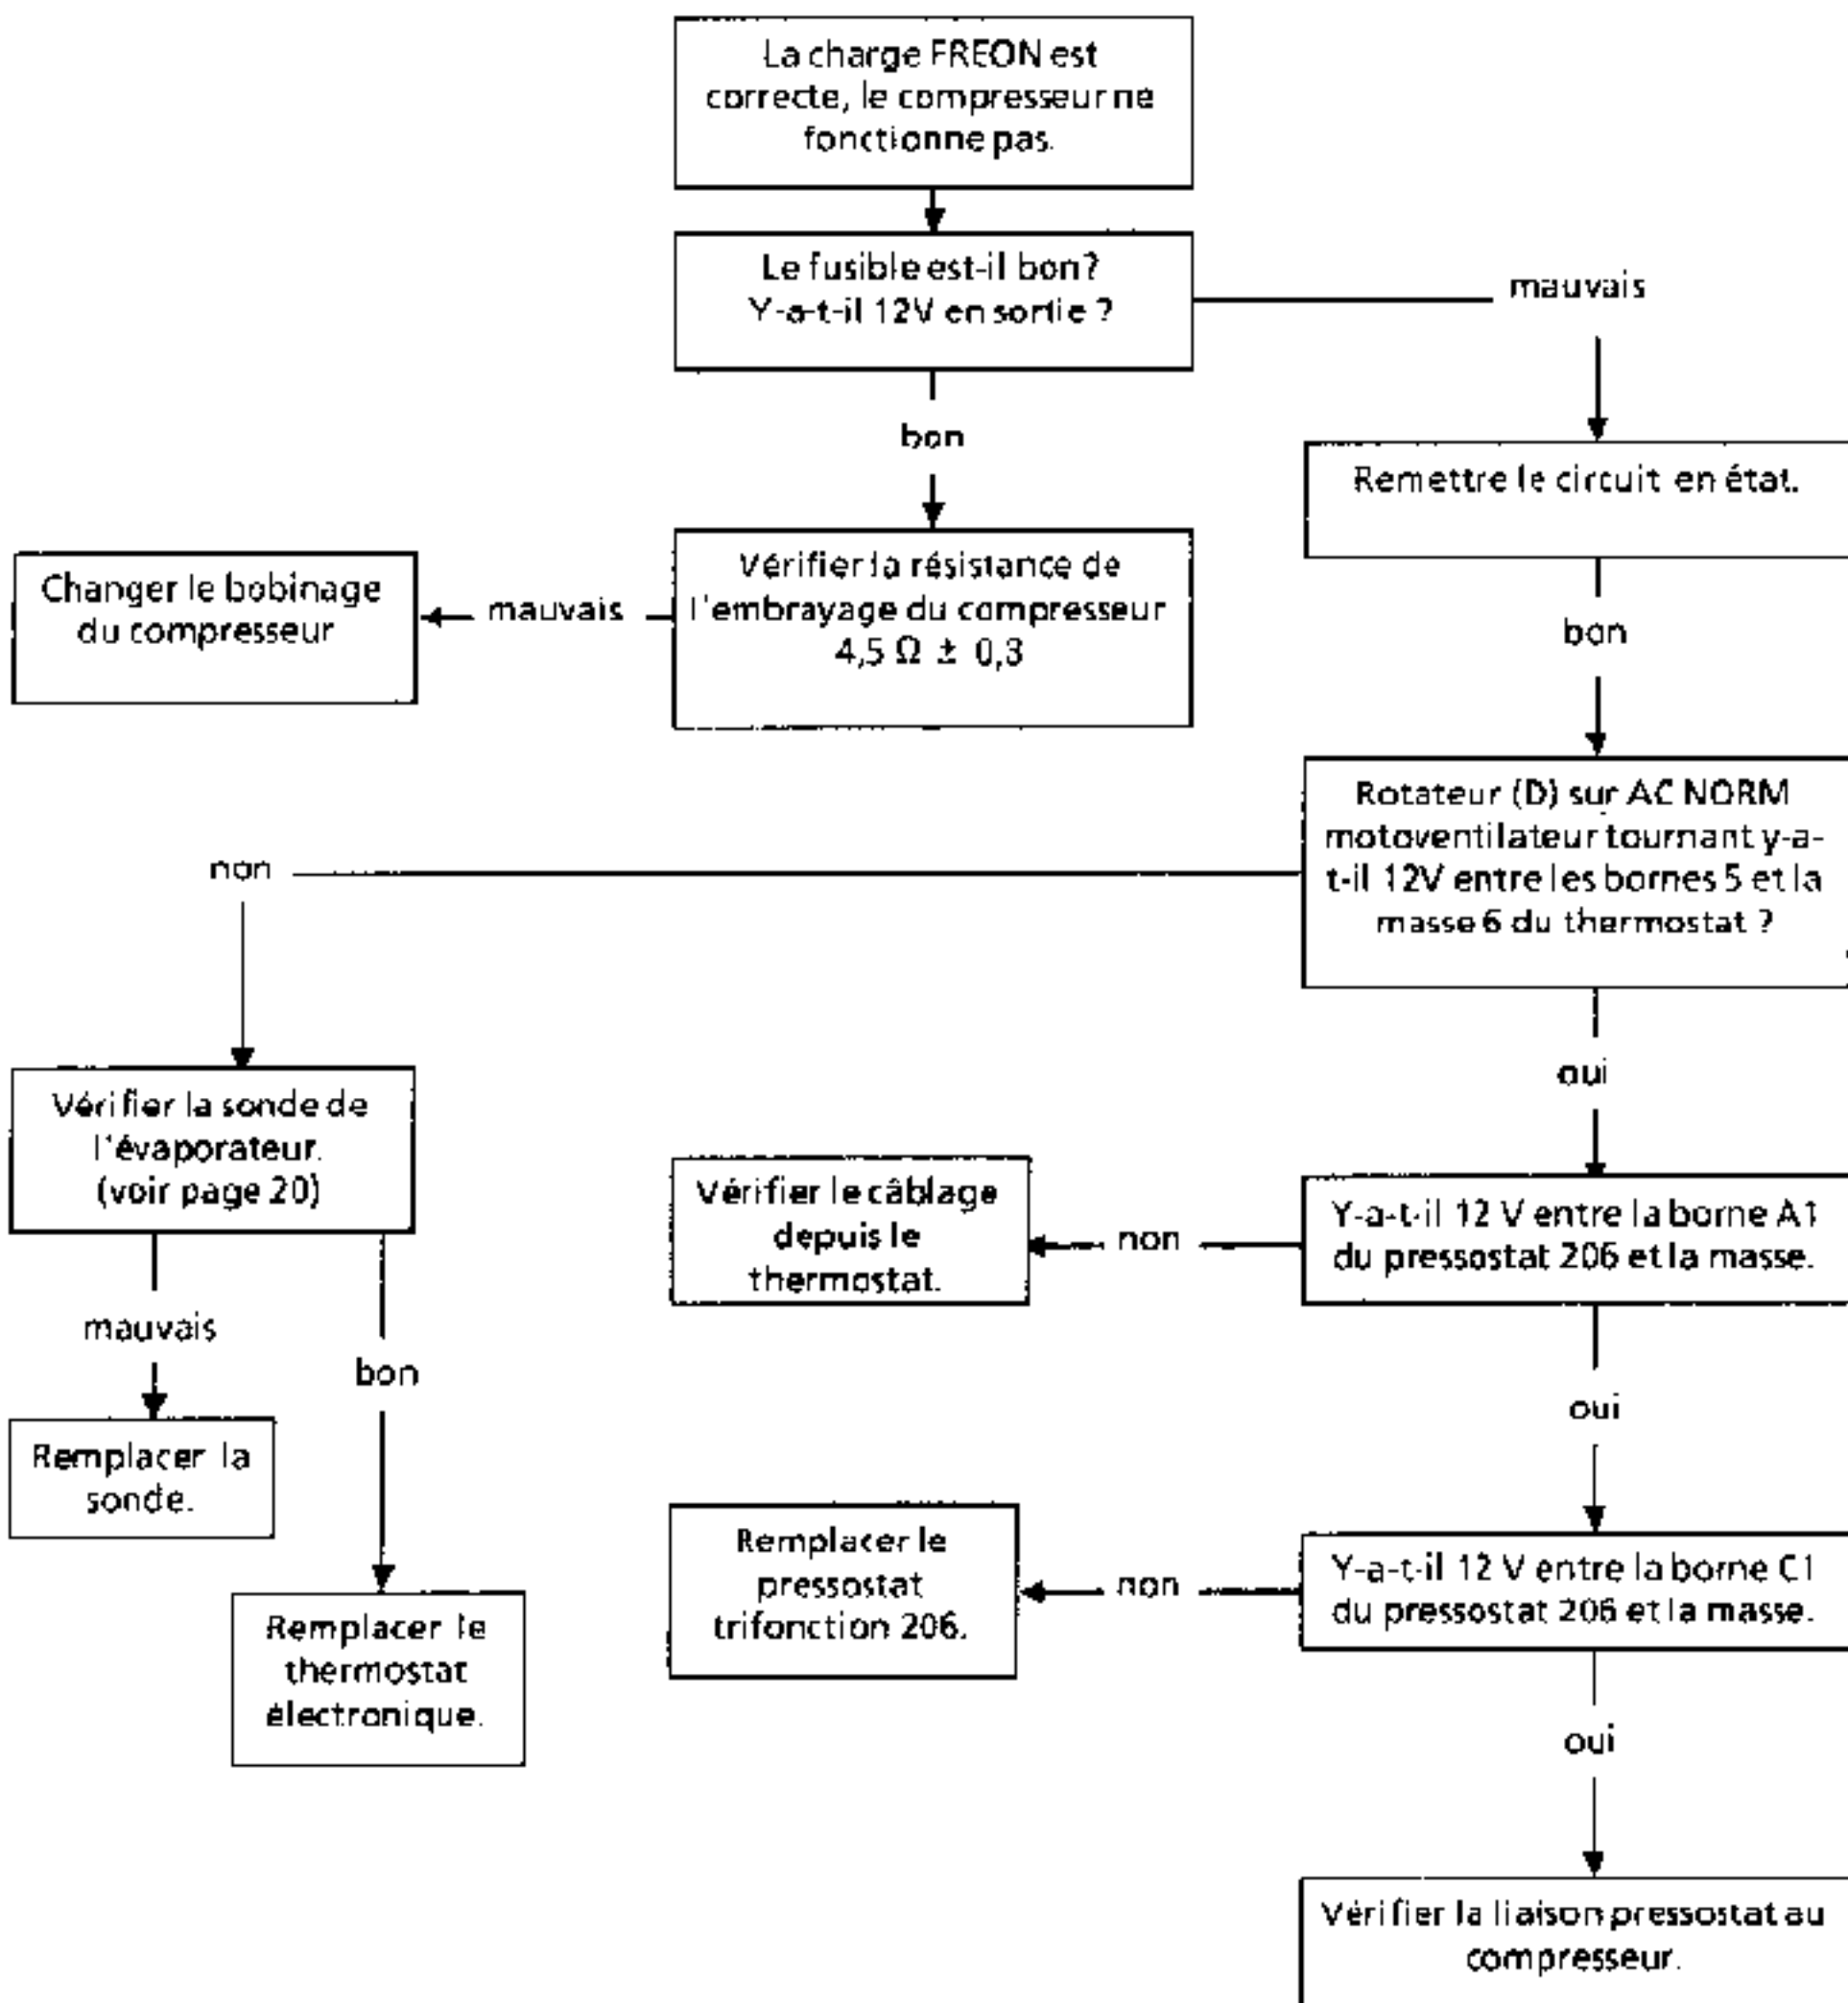 La charge FREON est
correcte, le compresseur ne
fonctionne pas.
Le fusible est-il bon?
Y-a-t-il 12V en sortie ?
mauvais
bon
Remettre le circuit en état.
Changer le bobinage
du compresseur
mauvais
Vérifier la résistance de
l'embrayage du compresseur
4,5 Ω ± 0,3
bon
Rotateur (D) sur AC NORM
motoventilateur tournant y-a-
t-il 12V entre les bornes 5 et la
masse 6 du thermostat ?
non
oui
Vérifier la sonde de
l'évaporateur.
(voir page 20)
Vérifier le câblage
depuis le
thermostat.
non
Y-a-t-il 12 V entre la borne A1
du pressostat 206 et la masse.
mauvais
bon
oui
Remplacer la
sonde.
Remplacer le
thermostat
électronique.
Remplacer le
pressostat
trifonction 206.
non
Y-a-t-il 12 V entre la borne C1
du pressostat 206 et la masse.
oui
Vérifier la liaison pressostat au
compresseur.